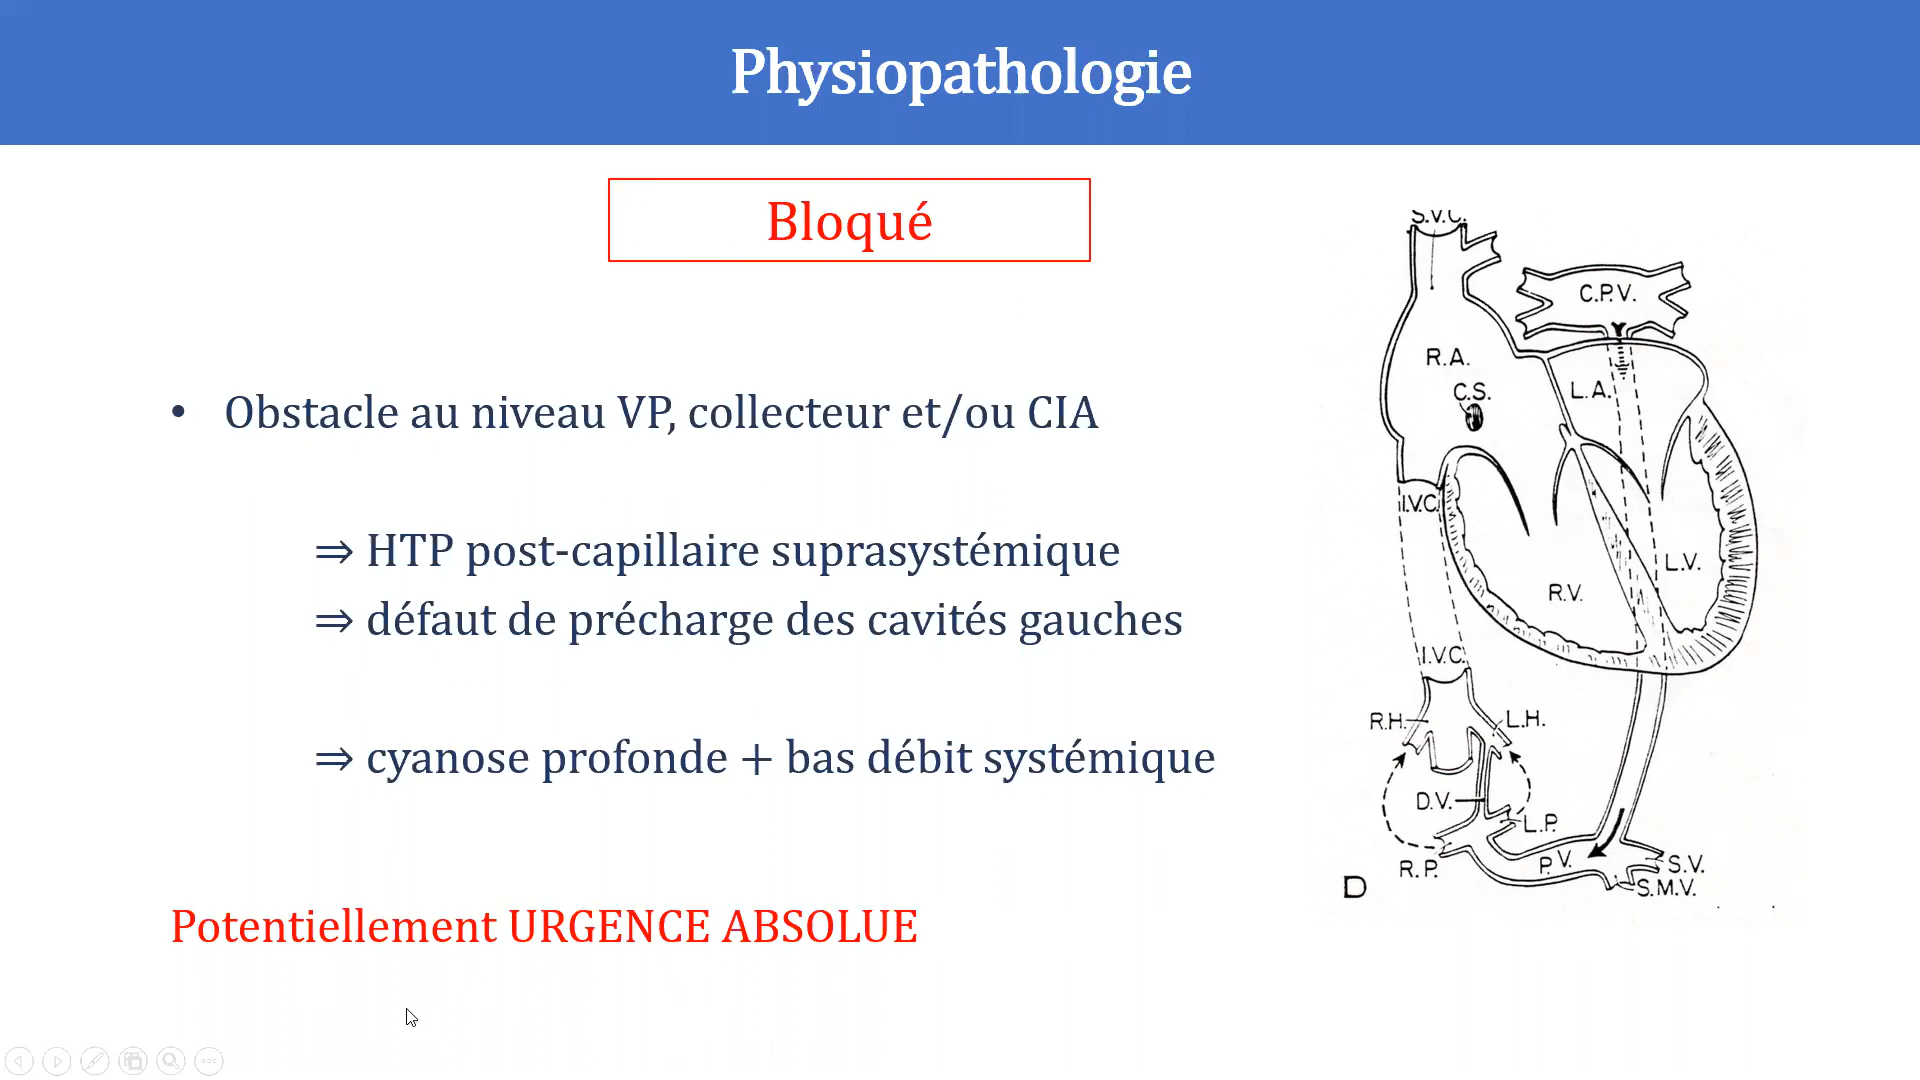 Physiopathologie
Bloqué
• Obstacle au niveau VP, collecteur et/ou CIA
⇒ HTP post-capillaire suprasystémique
⇒ défaut de précharge des cavités gauches
⇒ cyanose profonde + bas débit systémique
Potentiellement URGENCE ABSOLUE
S.V.C.
C.P.V.
R.A.
C.S.
L.A.
I.V.C.
L.V.
R.V.
I.V.C.
R.H.
L.H.
D.V.
L.P.
R.P.
P.V.
S.V.
S.M.V.
D